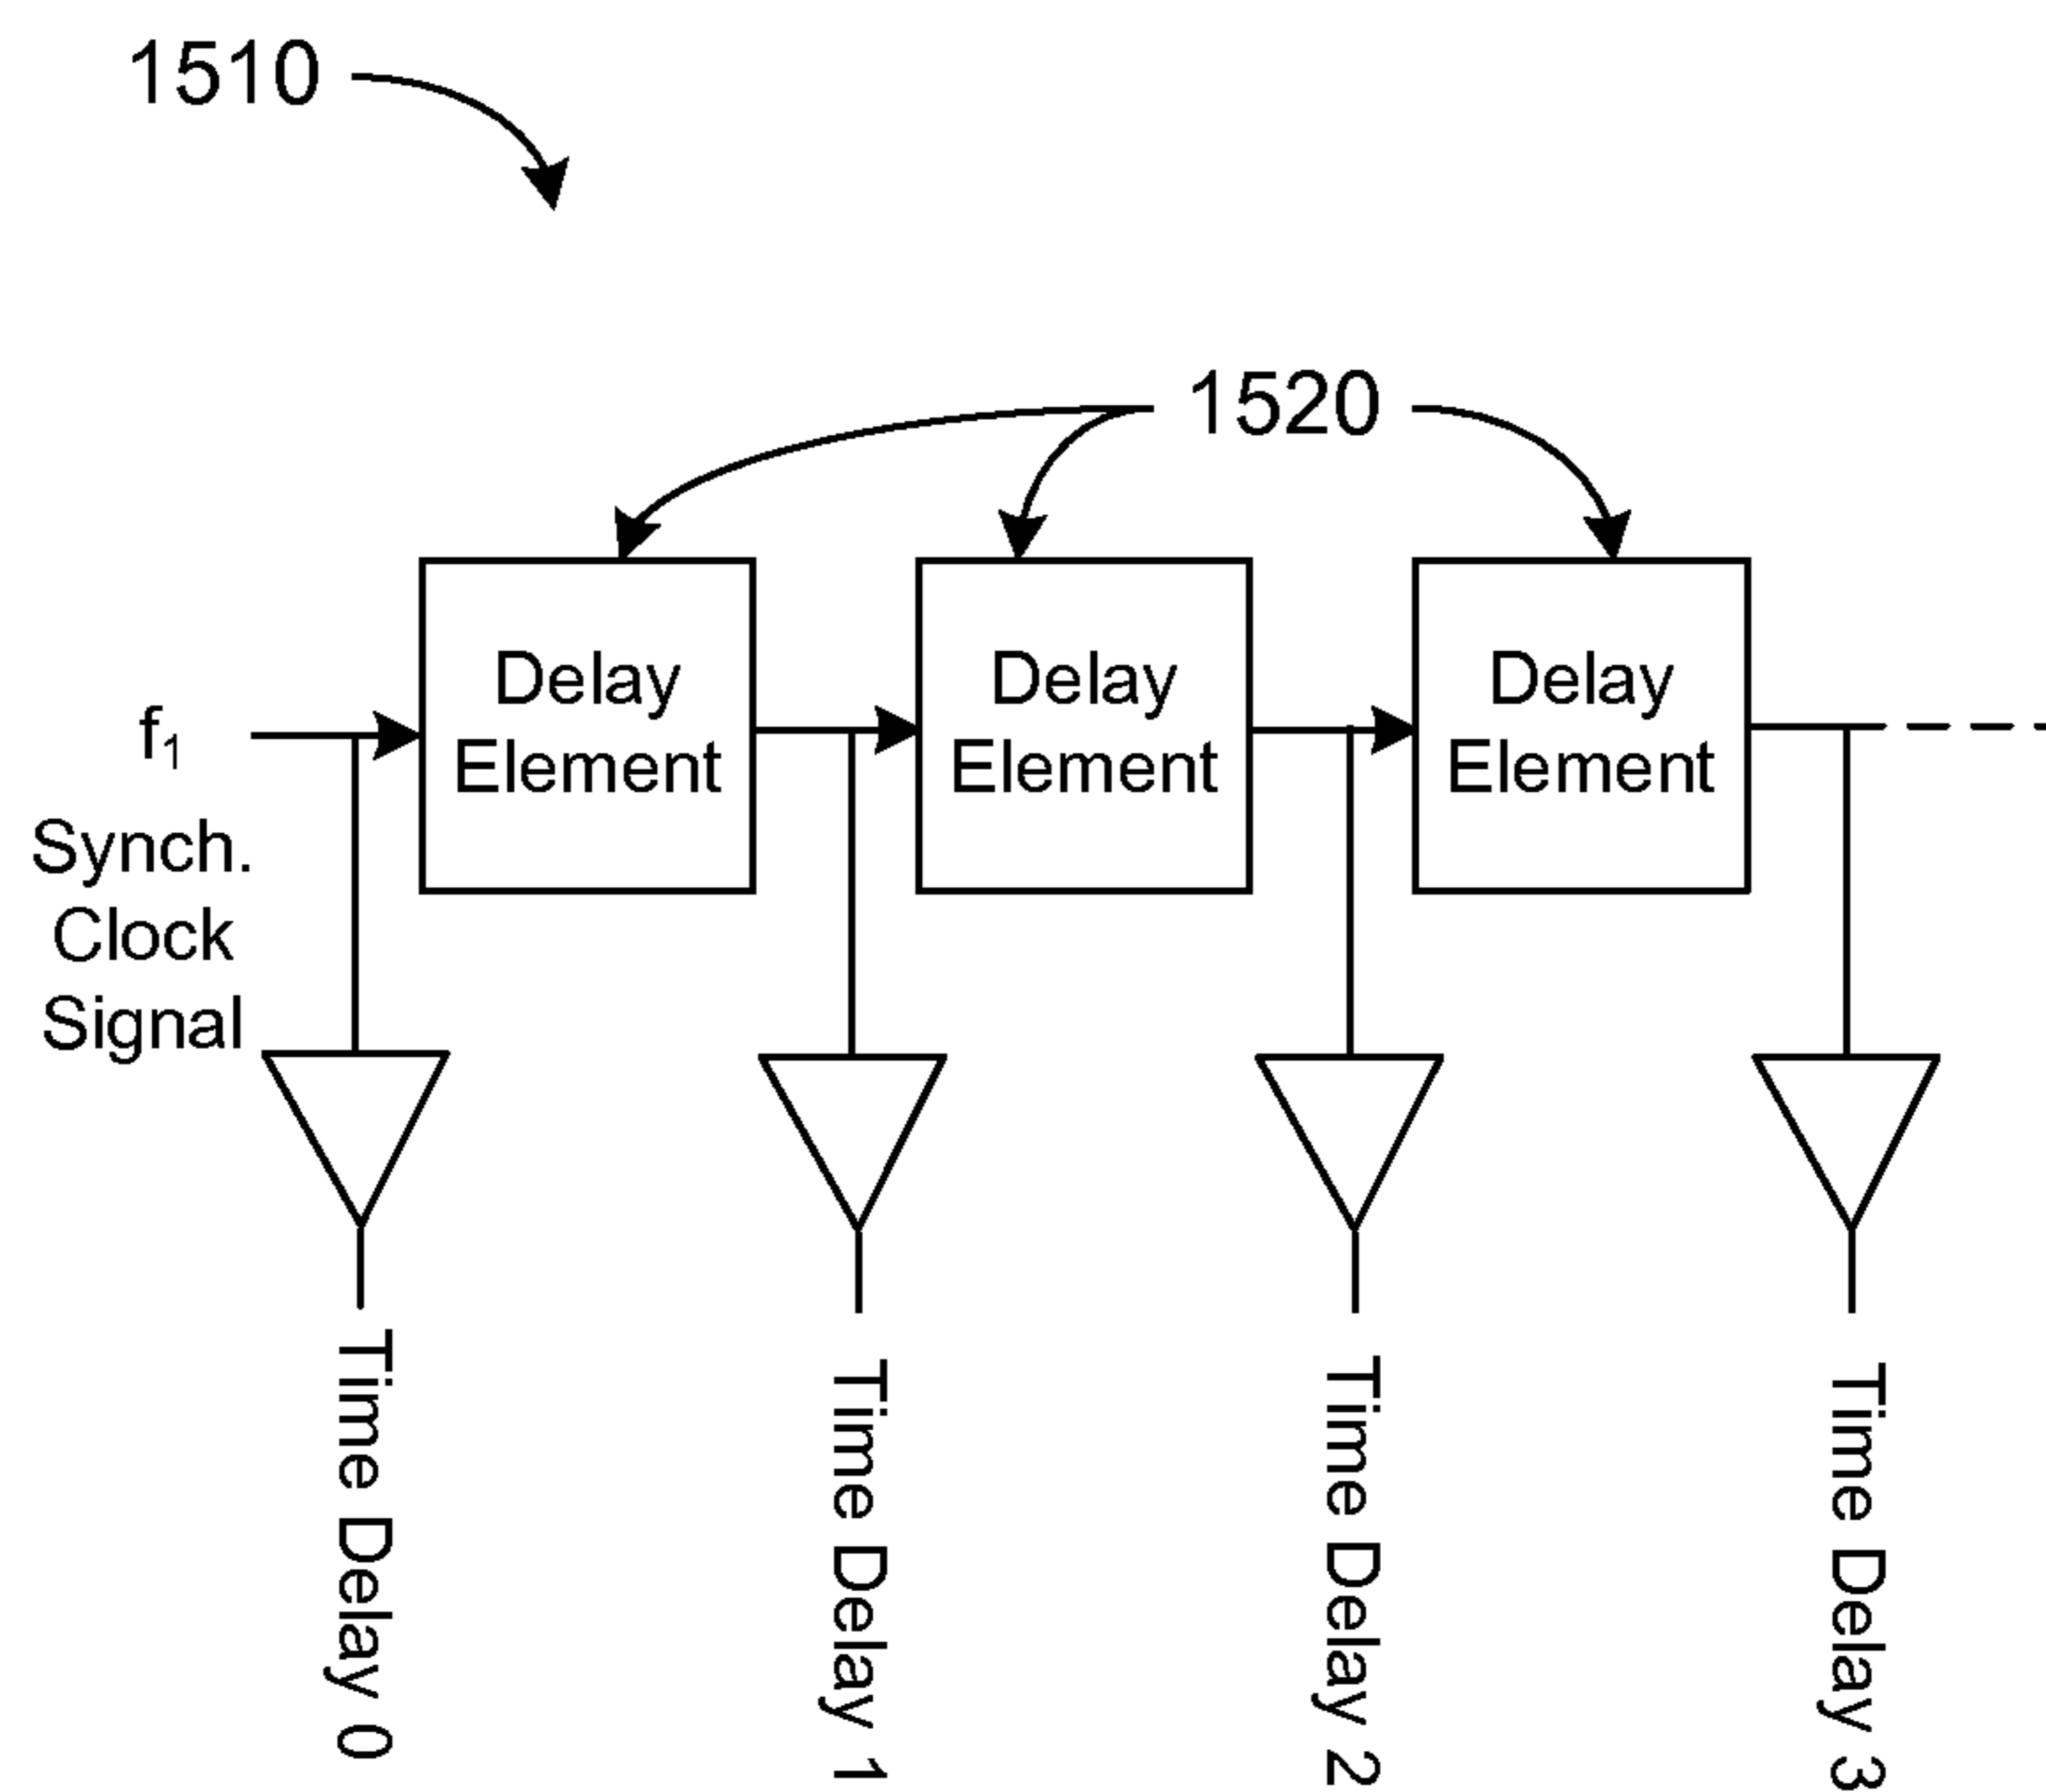 1510
1520
Delay
Element
Delay
Element
Delay
Element
f₁
Synch.
Clock
Signal
Time Delay 0
Time Delay 1
Time Delay 2
Time Delay 3